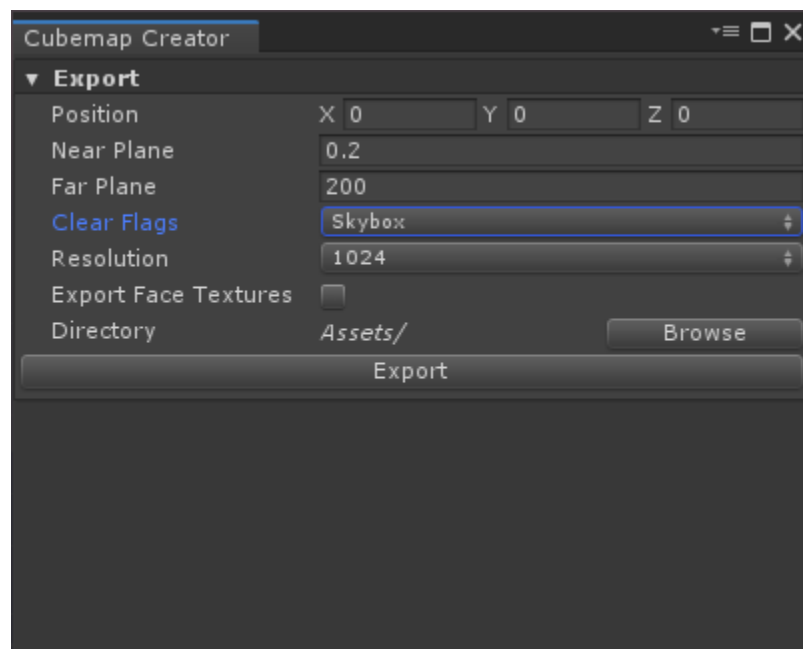 Cubemap Creator
Export
Position X 0 Y 0 Z 0
Near Plane 0.2
Far Plane 200
Clear Flags Skybox
Resolution 1024
Export Face Textures
Directory Assets/ Browse
Export